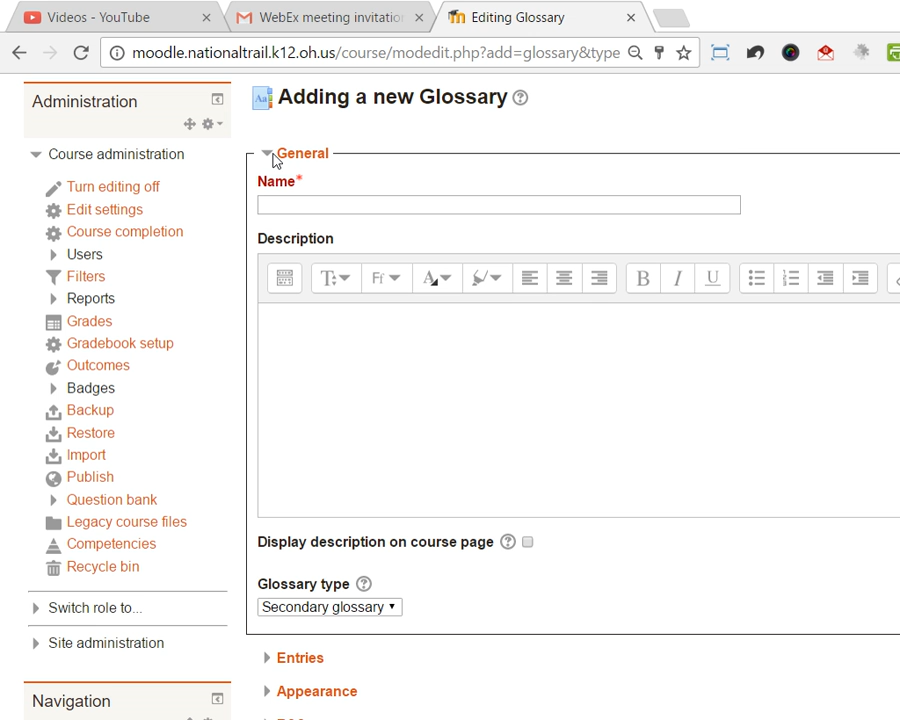 Videos - YouTube
WebEx meeting invitation
Editing Glossary
moodle.nationaltrail.k12.oh.us/course/modedit.php?add=glossary&type
Administration
Course administration
Turn editing off
Edit settings
Course completion
Users
Filters
Reports
Grades
Gradebook setup
Outcomes
Badges
Backup
Restore
Import
Publish
Question bank
Legacy course files
Competencies
Recycle bin
Switch role to...
Site administration
Navigation
Aa
Adding a new Glossary ?
General
Name*
Description
T
Ff
A
B I U
Display description on course page ?
Glossary type ?
Secondary glossary
Entries
Appearance